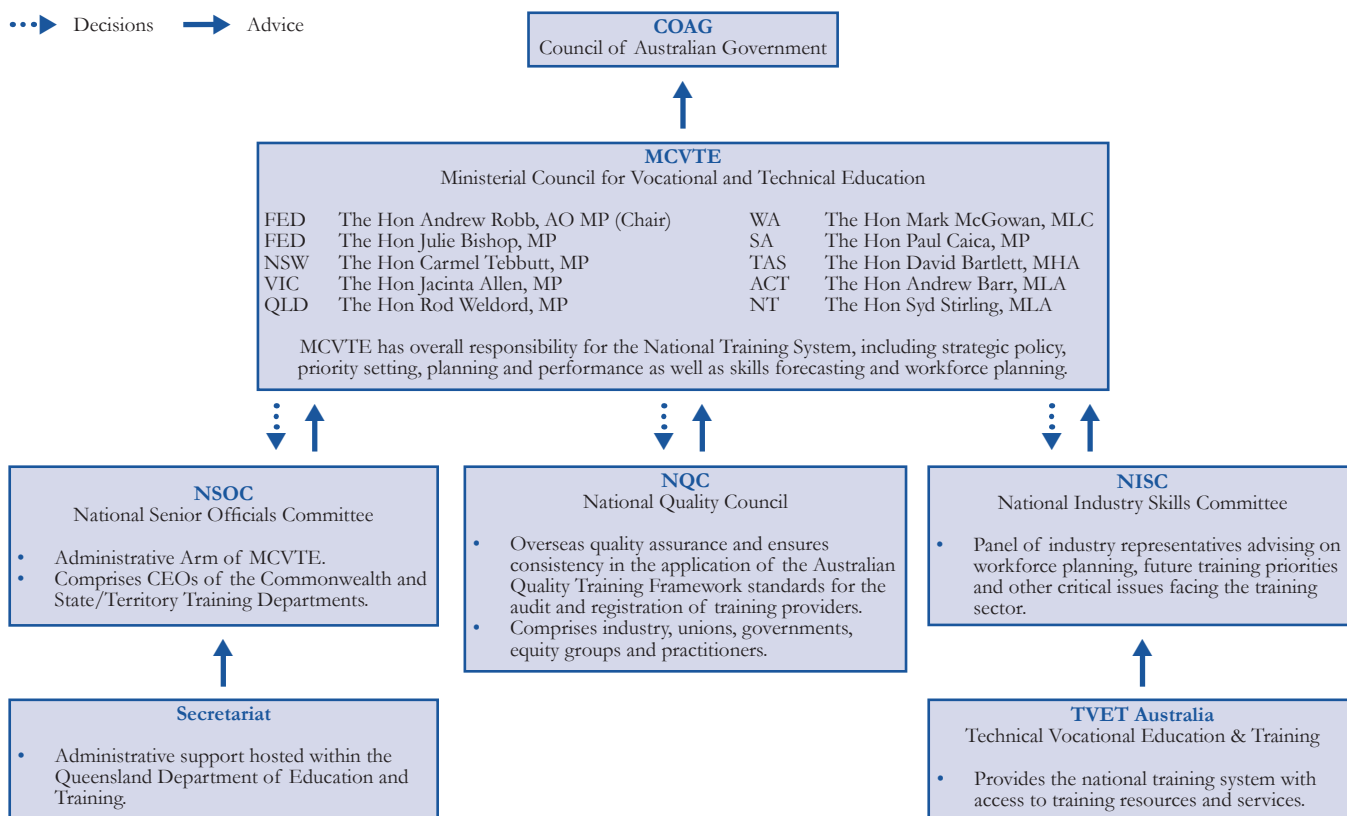 Decisions
Advice
COAG
Council of Australian Government
MCVTE
Ministerial Council for Vocational and Technical Education
FED The Hon Andrew Robb, AO MP (Chair)
FED The Hon Julie Bishop, MP
NSW The Hon Carmel Tebbutt, MP
VIC The Hon Jacinta Allen, MP
QLD The Hon Rod Weldord, MP
WA The Hon Mark McGowan, MLC
SA The Hon Paul Caica, MP
TAS The Hon David Bartlett, MHA
ACT The Hon Andrew Barr, MLA
NT The Hon Syd Stirling, MLA
MCVTE has overall responsibility for the National Training System, including strategic policy,
priority setting, planning and performance as well as skills forecasting and workforce planning.
NSOC
National Senior Officials Committee
• Administrative Arm of MCVTE.
• Comprises CEOs of the Commonwealth and
State/Territory Training Departments.
NQC
National Quality Council
• Overseas quality assurance and ensures
consistency in the application of the Australian
Quality Training Framework standards for the
audit and registration of training providers.
• Comprises industry, unions, governments,
equity groups and practitioners.
NISC
National Industry Skills Committee
• Panel of industry representatives advising on
workforce planning, future training priorities
and other critical issues facing the training
sector.
Secretariat
• Administrative support hosted within the
Queensland Department of Education and
Training.
TVET Australia
Technical Vocational Education & Training
• Provides the national training system with
access to training resources and services.